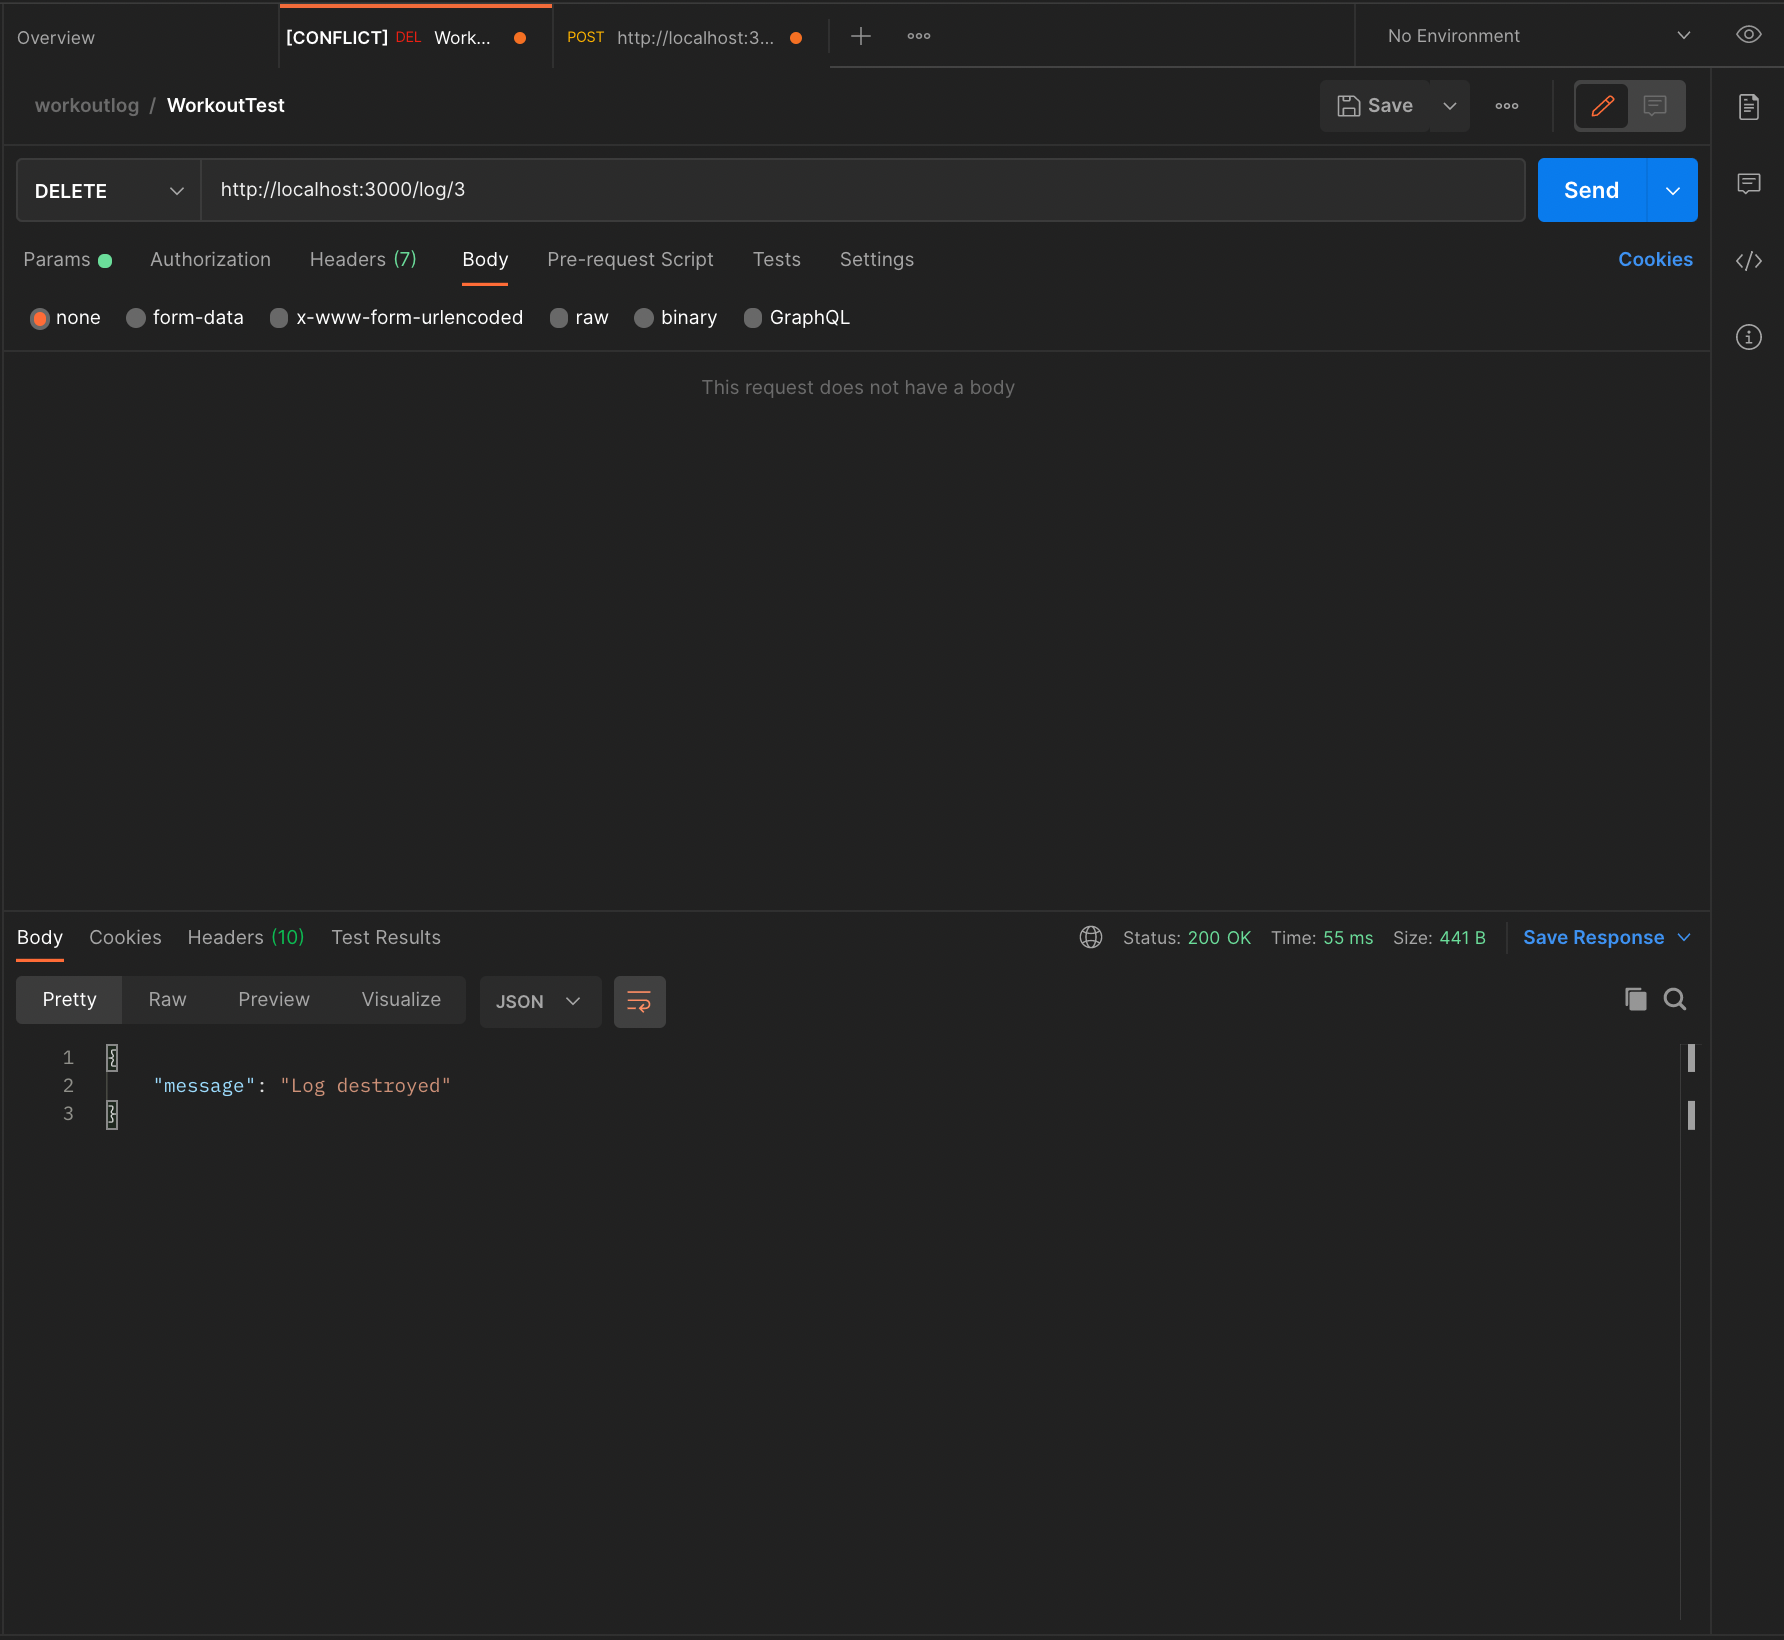 Overview [CONFLICT] DEL Work... POST http://localhost:3... No Environment
workoutlog / WorkoutTest Save
DELETE http://localhost:3000/log/3 Send
Params Authorization Headers (7) Body Pre-request Script Tests Settings Cookies
none form-data x-www-form-urlencoded raw binary GraphQL
This request does not have a body
Body Cookies Headers (10) Test Results Status: 200 OK Time: 55 ms Size: 441 B Save Response
Pretty Raw Preview Visualize JSON
1 {
2 "message": "Log destroyed"
3 }